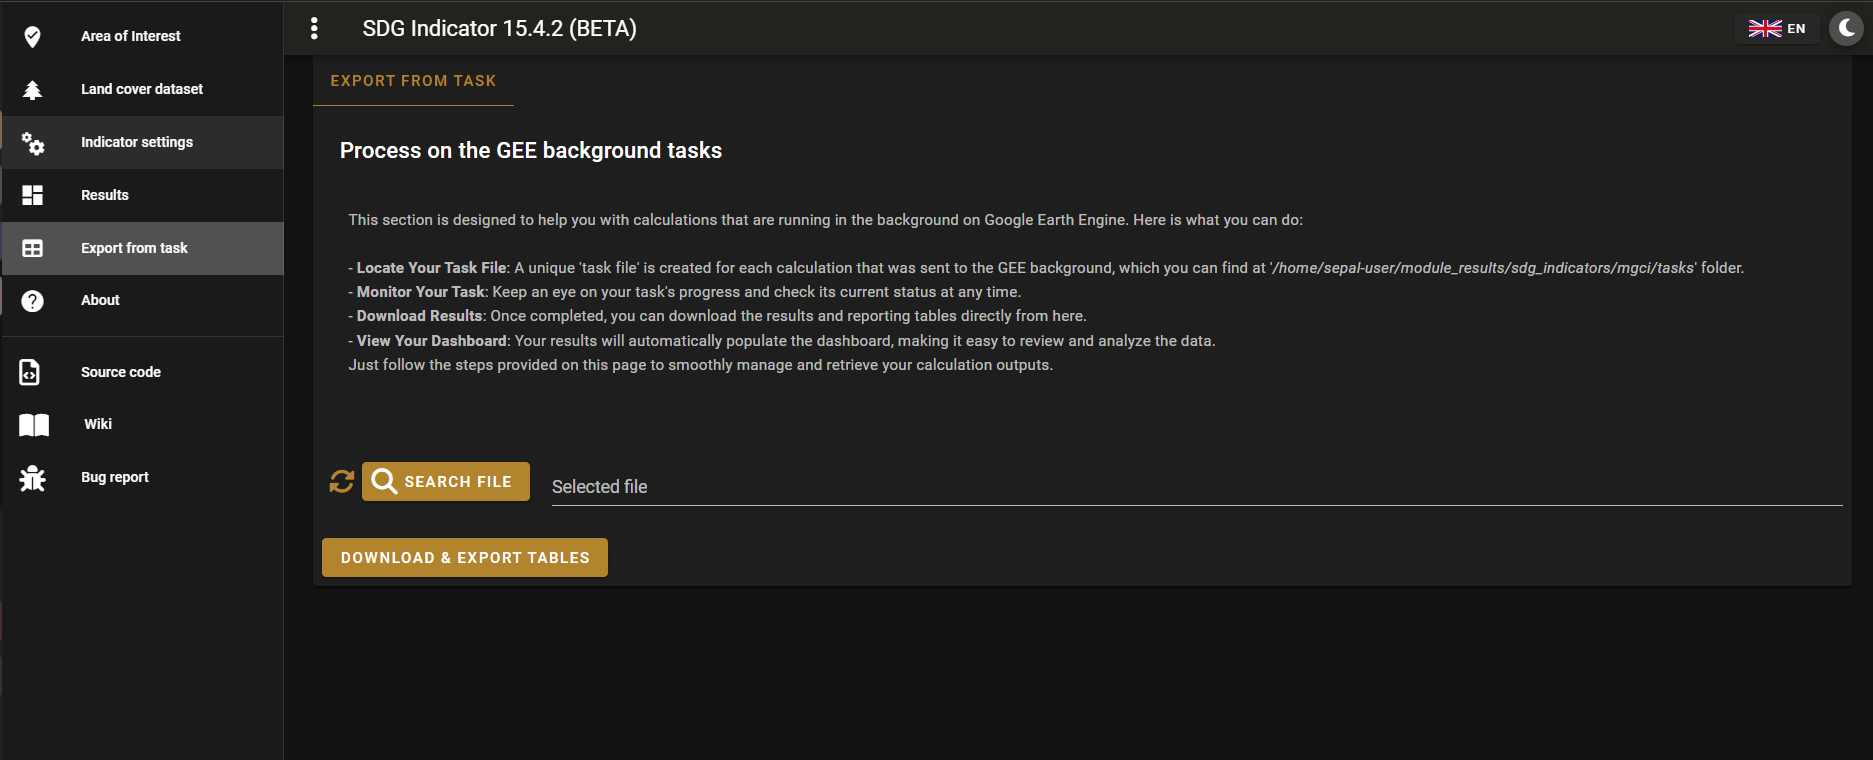 SDG Indicator 15.4.2 (BETA)
EN
Area of Interest
Land cover dataset
Indicator settings
Results
Export from task
About
Source code
Wiki
Bug report
EXPORT FROM TASK
Process on the GEE background tasks
This section is designed to help you with calculations that are running in the background on Google Earth Engine. Here is what you can do:
- Locate Your Task File: A unique 'task file' is created for each calculation that was sent to the GEE background, which you can find at '/home/sepal-user/module_results/sdg_indicators/mgci/tasks' folder.
- Monitor Your Task: Keep an eye on your task's progress and check its current status at any time.
- Download Results: Once completed, you can download the results and reporting tables directly from here.
- View Your Dashboard: Your results will automatically populate the dashboard, making it easy to review and analyze the data.
Just follow the steps provided on this page to smoothly manage and retrieve your calculation outputs.
SEARCH FILE
Selected file
DOWNLOAD & EXPORT TABLES